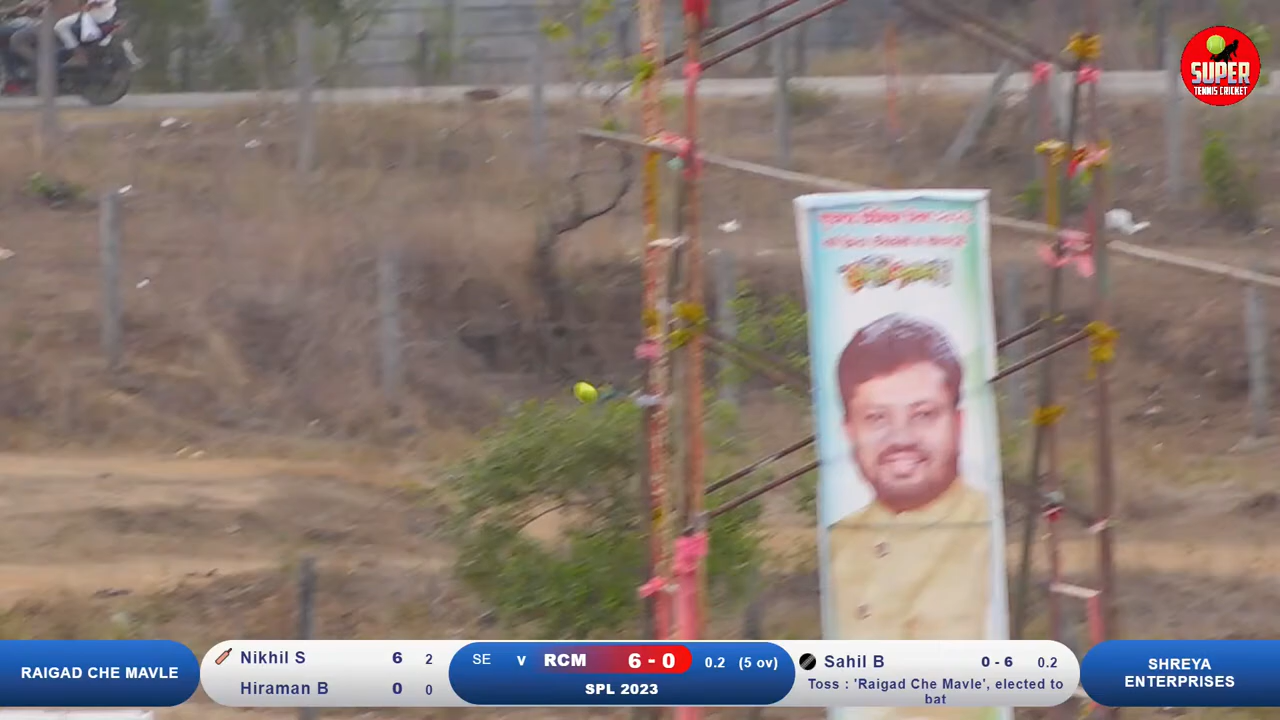 SUPER
TENNIS CRICKET
RAIGAD CHE MAVLE
Nikhil S 6 2
Hiraman B 0 0
SE v RCM 6 - 0 0.2 (5 ov)
SPL 2023
Sahil B 0 - 6 0.2
Toss : 'Raigad Che Mavle', elected to
bat
SHREYA
ENTERPRISES